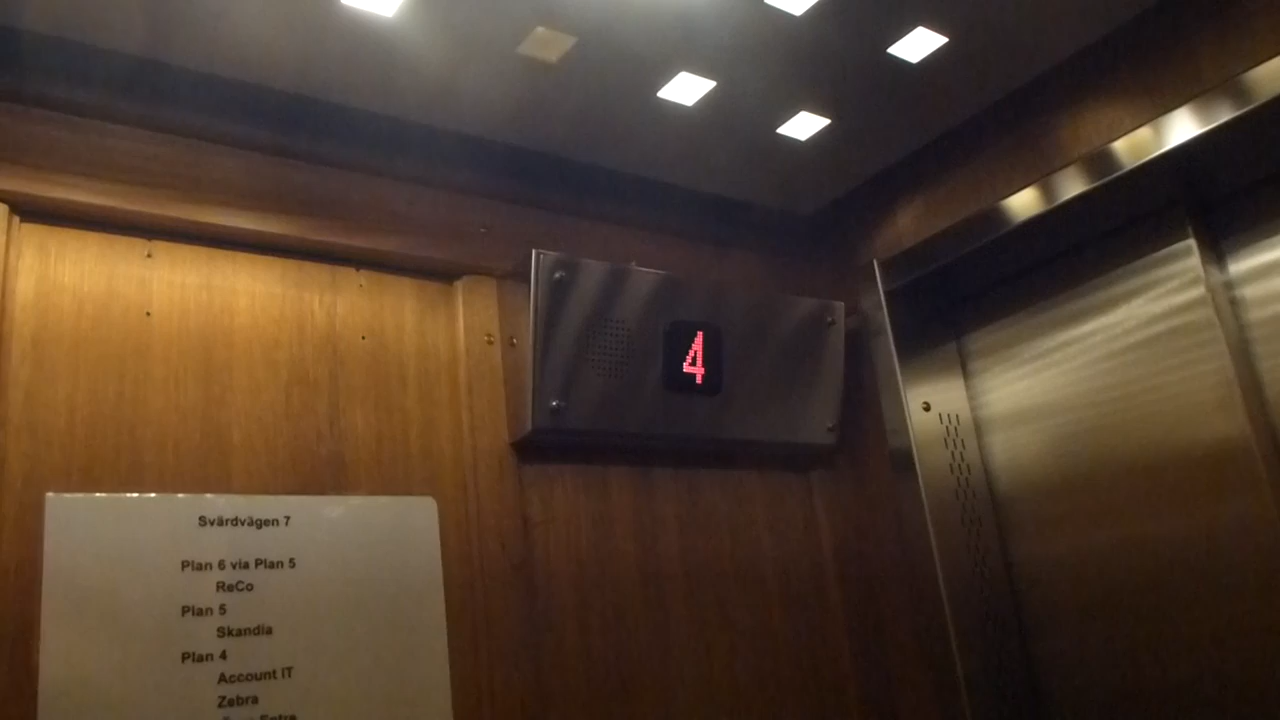 4
Svärdvägen 7
Plan 6 via Plan 5
ReCo
Plan 5
Skandia
Plan 4
Account IT
Zebra